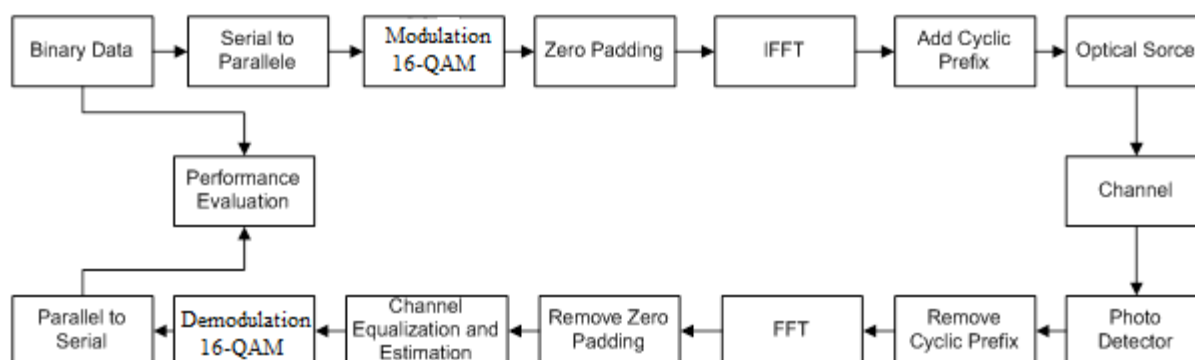 Binary Data
Serial to
Parallele
Modulation
16-QAM
Zero Padding
IFFT
Add Cyclic
Prefix
Optical Sorce
Performance
Evaluation
Channel
Parallel to
Serial
Demodulation
16-QAM
Channel
Equalization and
Estimation
Remove Zero
Padding
FFT
Remove
Cyclic Prefix
Photo
Detector